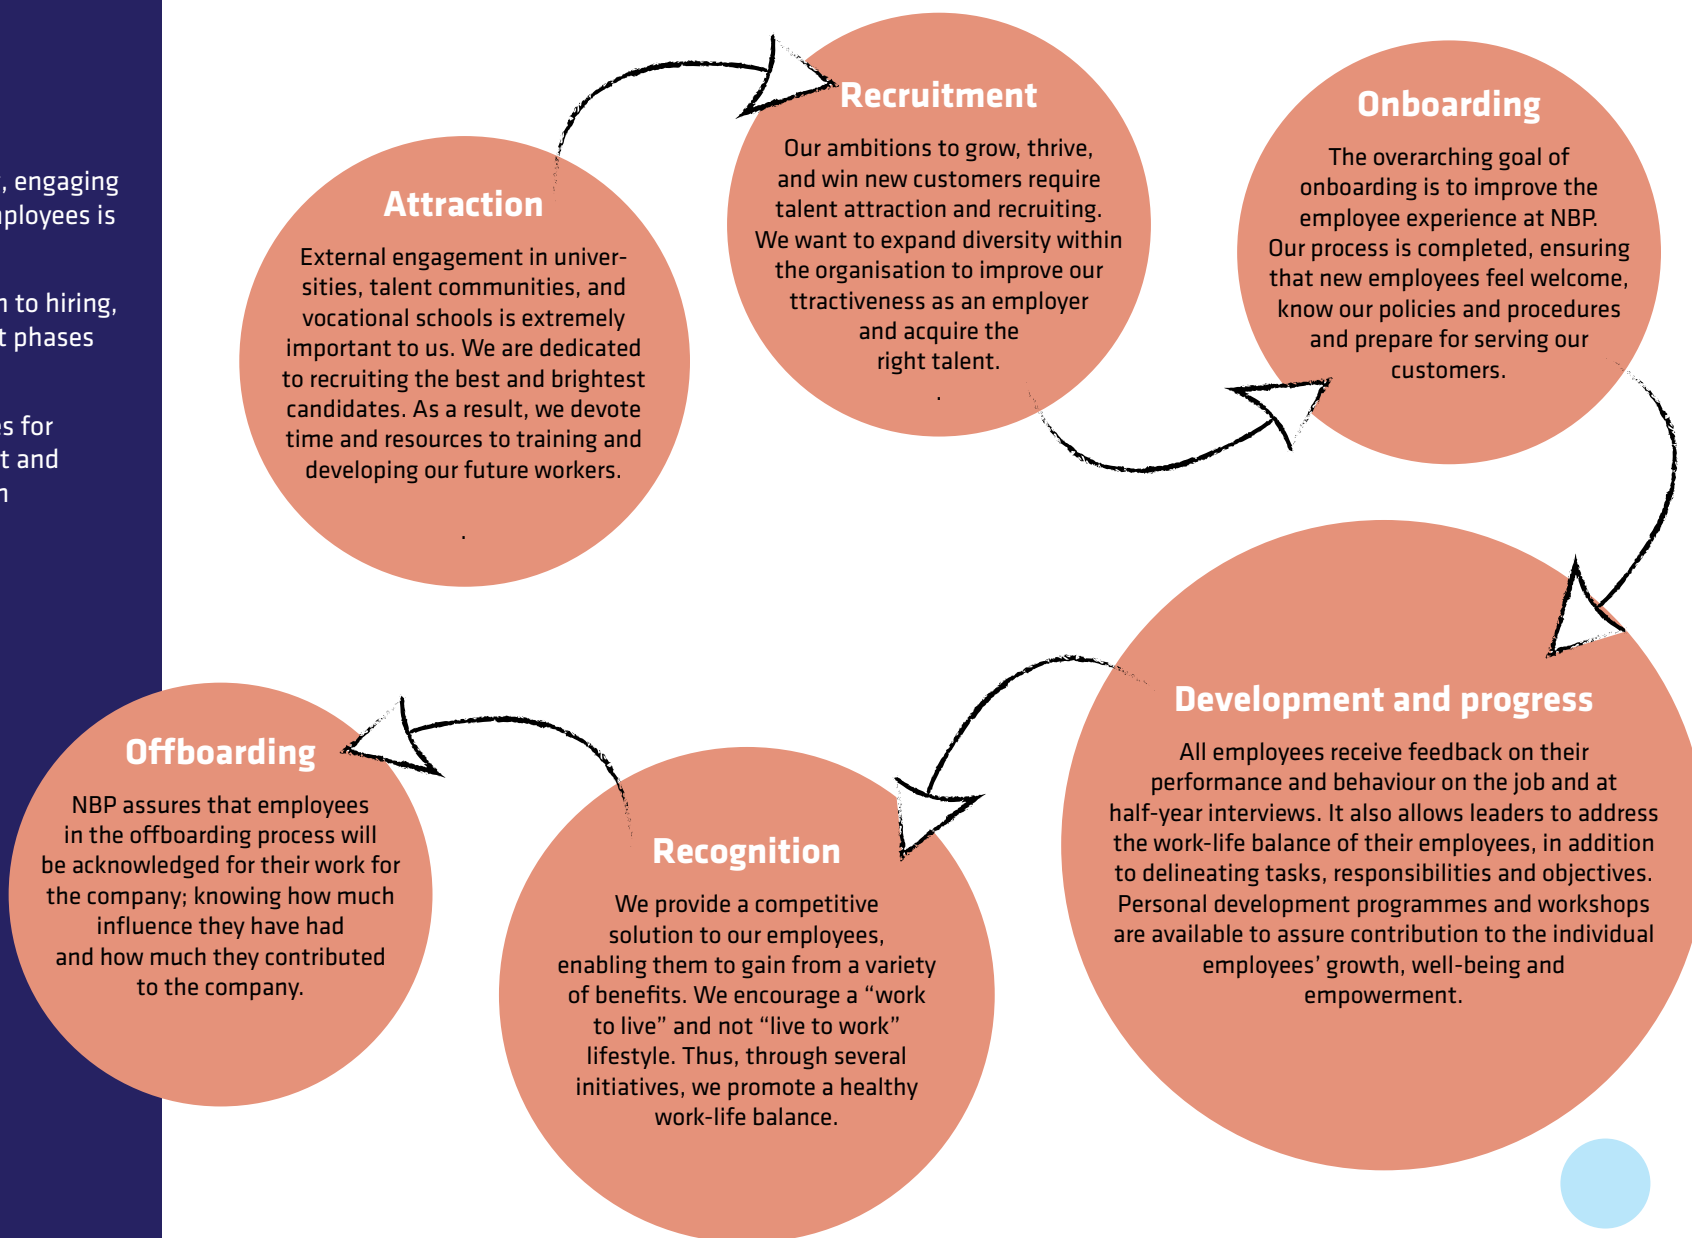 , engaging
ployees is
n to hiring,
t phases
es for
t and
n
Attraction
External engagement in univer-
sities, talent communities, and
vocational schools is extremely
important to us. We are dedicated
to recruiting the best and brightest
candidates. As a result, we devote
time and resources to training and
developing our future workers.
.
Recruitment
Our ambitions to grow, thrive,
and win new customers require
talent attraction and recruiting.
We want to expand diversity within
the organisation to improve our
ttractiveness as an employer
and acquire the
right talent.
.
Onboarding
The overarching goal of
onboarding is to improve the
employee experience at NBP.
Our process is completed, ensuring
that new employees feel welcome,
know our policies and procedures
and prepare for serving our
customers.
Development and progress
All employees receive feedback on their
performance and behaviour on the job and at
half-year interviews. It also allows leaders to address
the work-life balance of their employees, in addition
to delineating tasks, responsibilities and objectives.
Personal development programmes and workshops
are available to assure contribution to the individual
employees’ growth, well-being and
empowerment.
Recognition
We provide a competitive
solution to our employees,
enabling them to gain from a variety
of benefits. We encourage a “work
to live” and not “live to work”
lifestyle. Thus, through several
initiatives, we promote a healthy
work-life balance.
Offboarding
NBP assures that employees
in the offboarding process will
be acknowledged for their work for
the company; knowing how much
influence they have had
and how much they contributed
to the company.